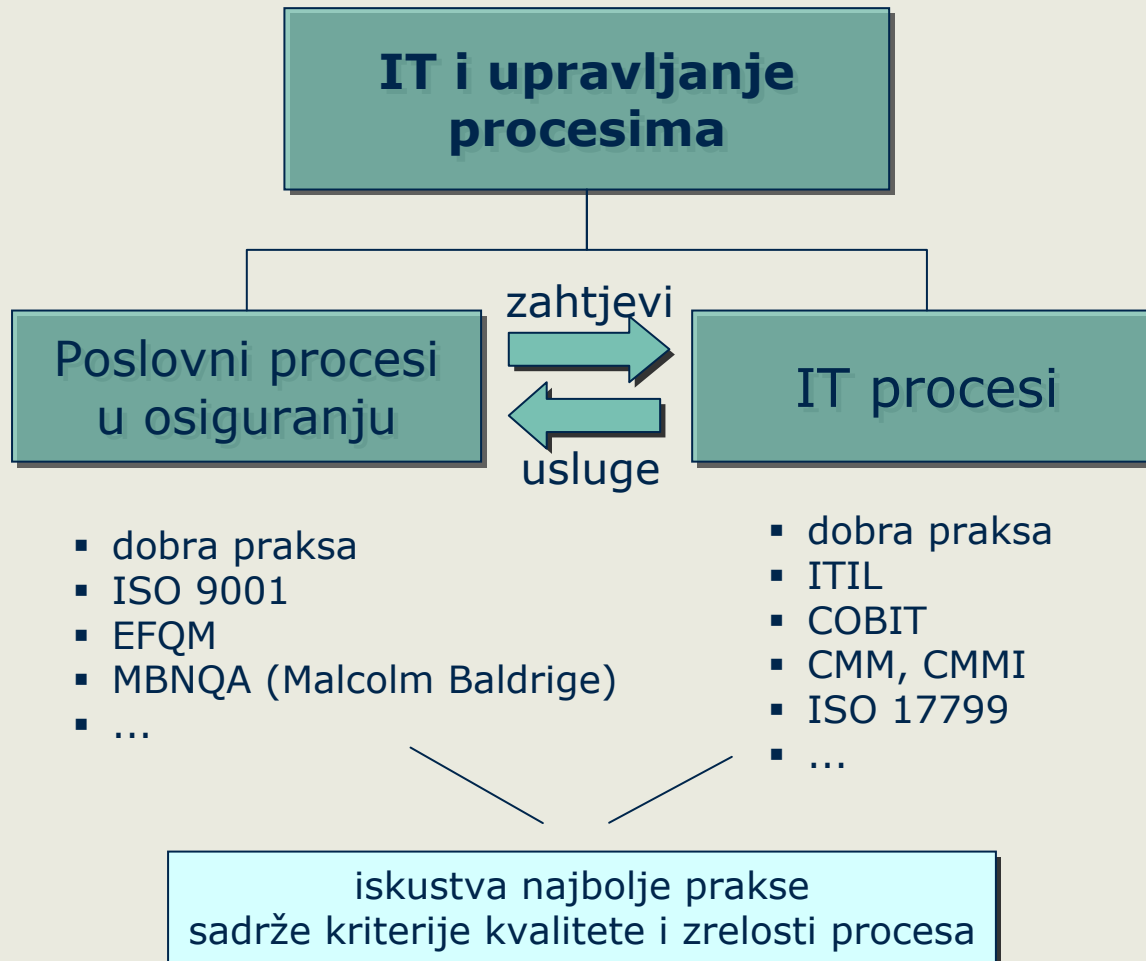 IT i upravljanje
procesima
zahtjevi
Poslovni procesi
u osiguranju
IT procesi
usluge
▪ dobra praksa
▪ ISO 9001
▪ EFQM
▪ MBNQA (Malcolm Baldrige)
▪ ...
▪ dobra praksa
▪ ITIL
▪ COBIT
▪ CMM, CMMI
▪ ISO 17799
▪ ...
iskustva najbolje prakse
sadrže kriterije kvalitete i zrelosti procesa